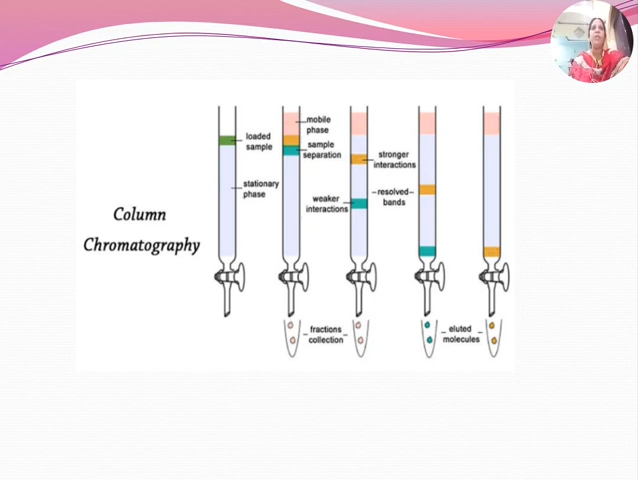 Column
Chromatography
loaded
sample
stationary
phase
mobile
phase
sample
separation
weaker
interactions
stronger
interactions
resolved
bands
fractions
collection
eluted
molecules